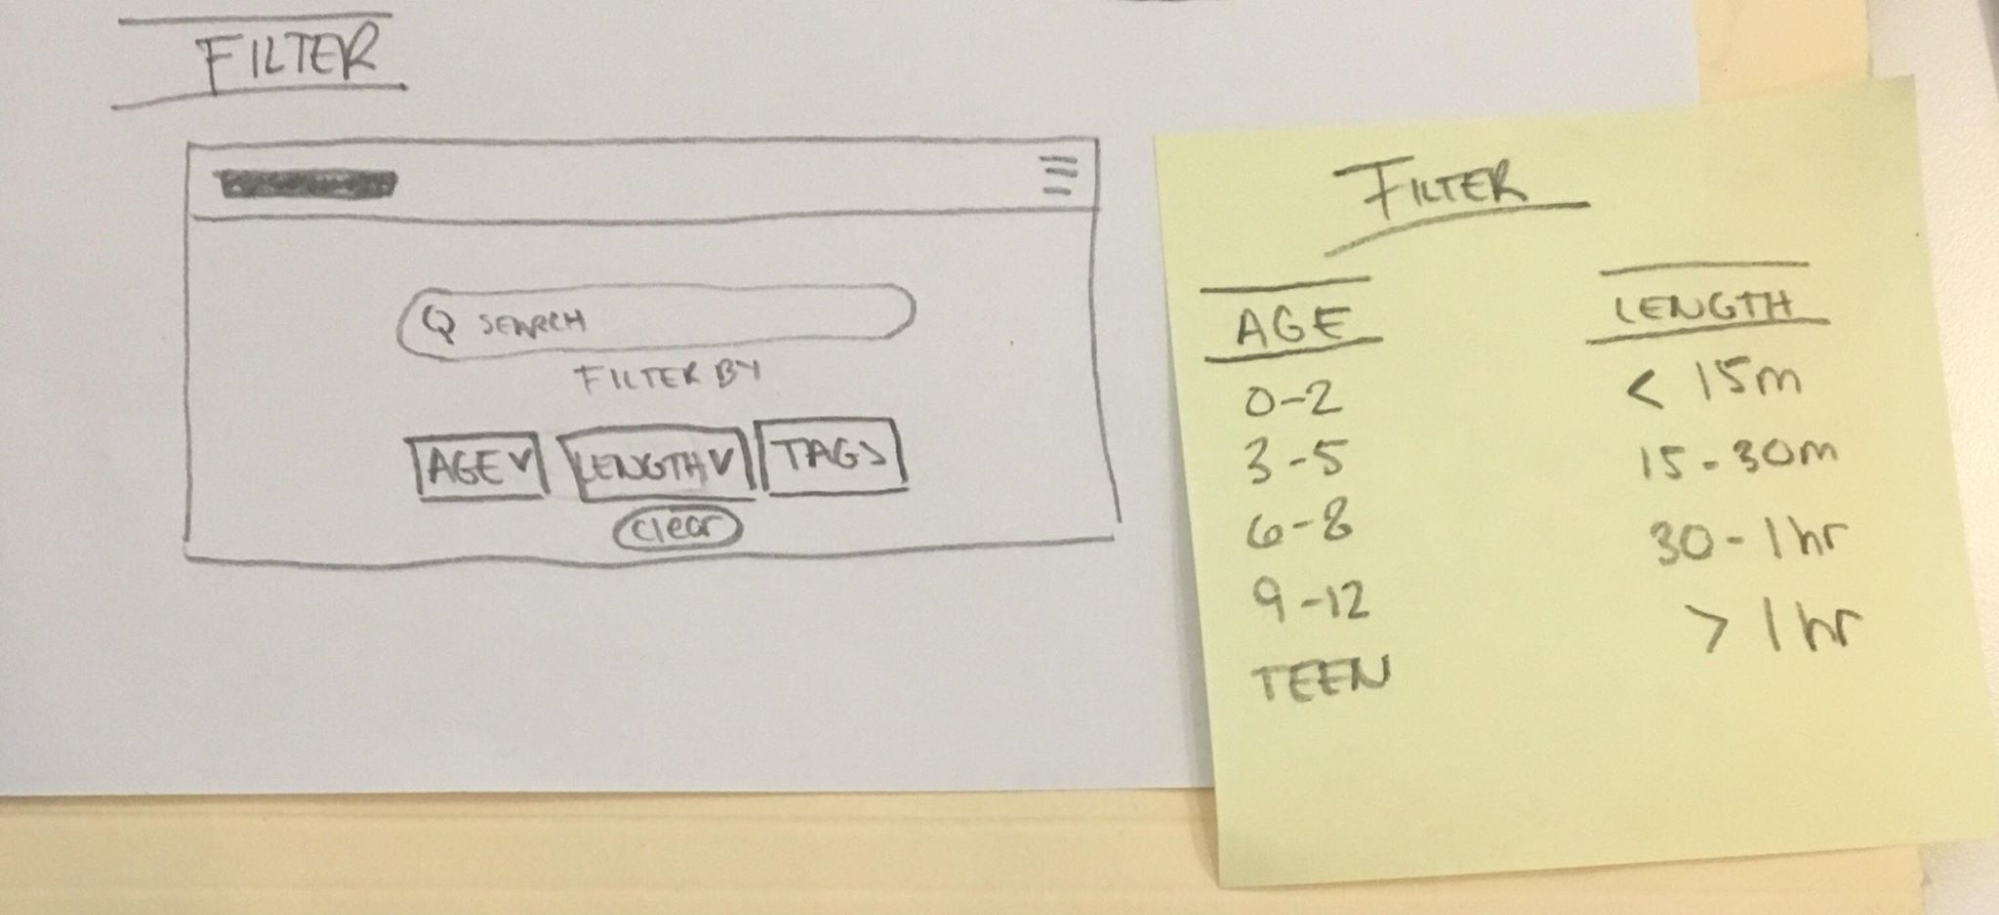 FILTER
SEARCH
FILTER BY
AGE LENGTH TAGS
clear
FILTER
AGE
0-2
3-5
6-8
9-12
TEEN
LENGTH
< 15m
15-30m
30-1hr
> 1hr